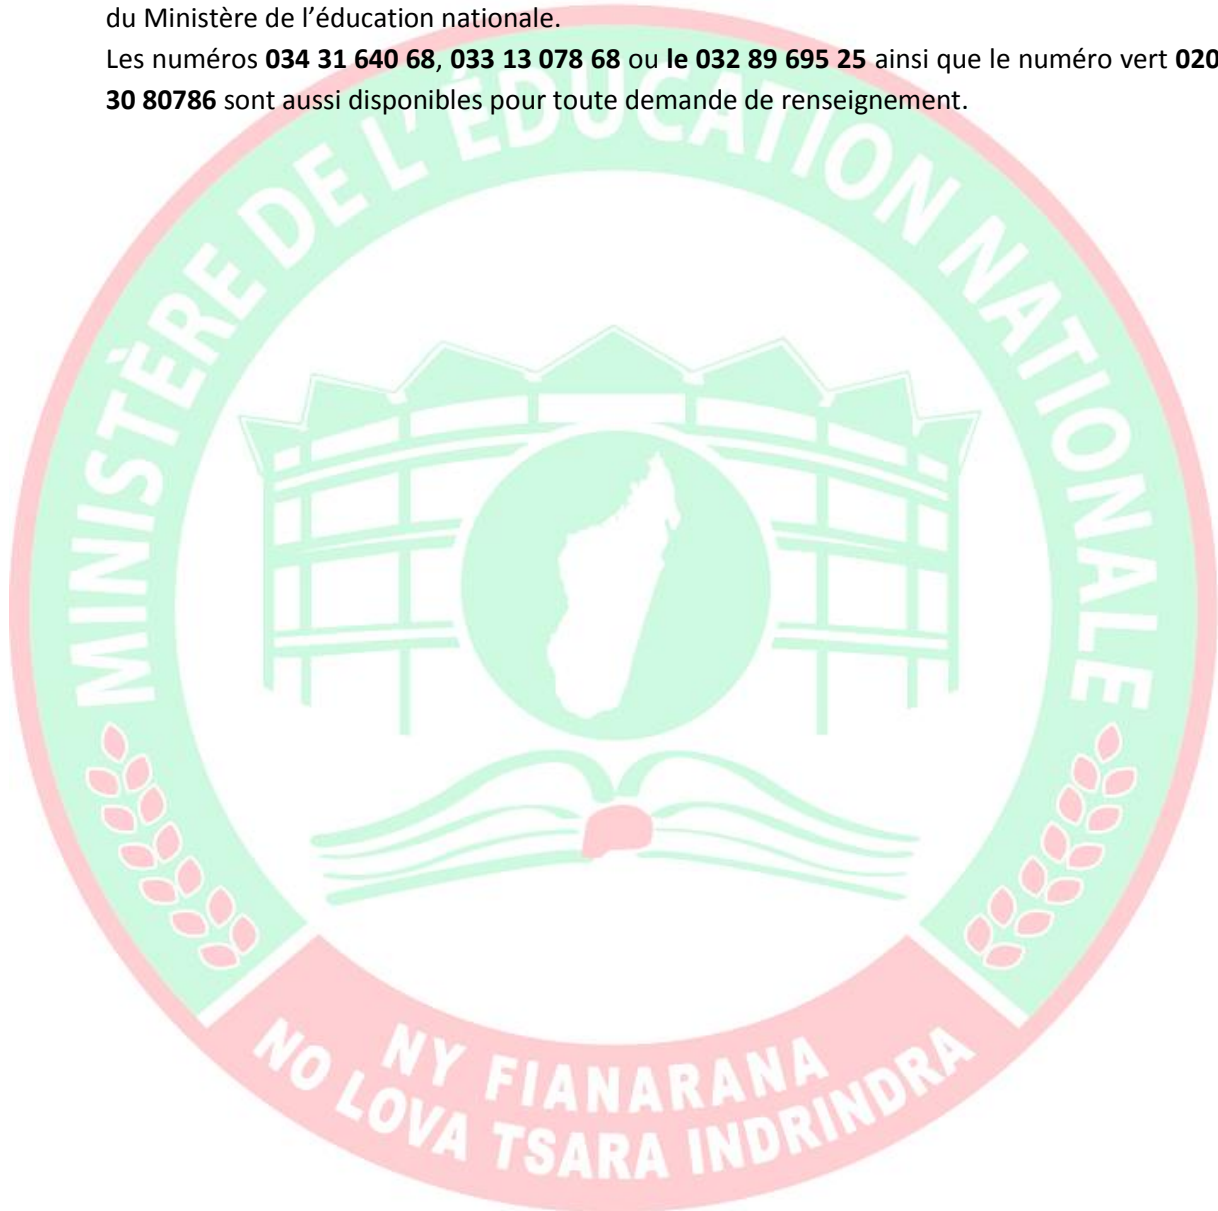 du Ministère de l’éducation nationale.
Les numéros 034 31 640 68, 033 13 078 68 ou le 032 89 695 25 ainsi que le numéro vert 020
30 80786 sont aussi disponibles pour toute demande de renseignement.
MINISTÈRE DE L’ÉDUCATION NATIONALE
NY FIANARANA
NO LOVA TSARA INDRINDRA